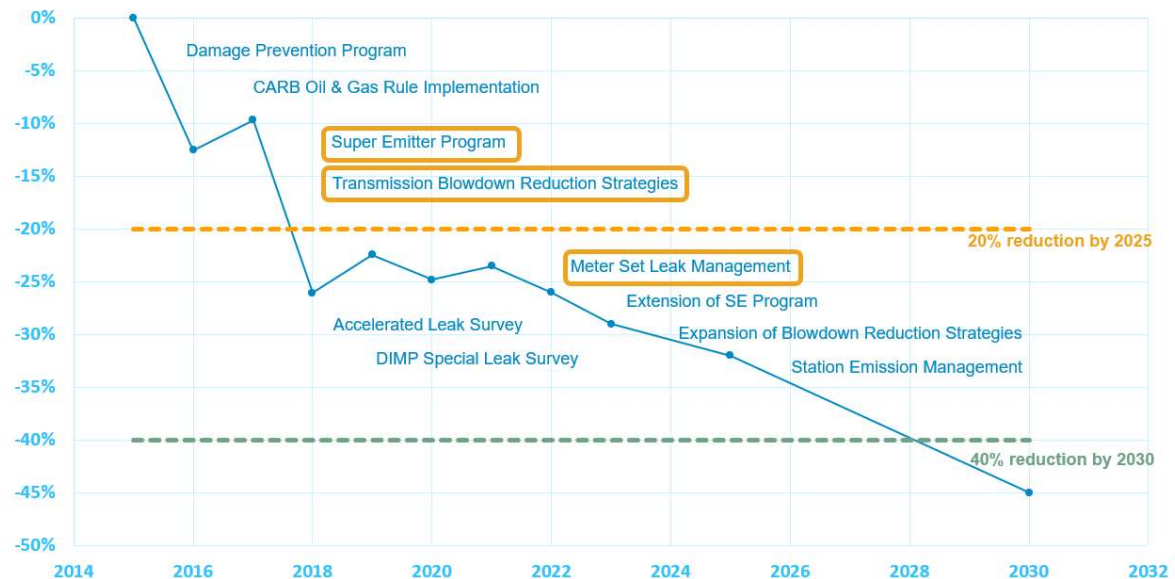 0%
Damage Prevention Program
-5%
CARB Oil & Gas Rule Implementation
-10%
Super Emitter Program
-15%
Transmission Blowdown Reduction Strategies
-20%
20% reduction by 2025
Meter Set Leak Management
-25%
Extension of SE Program
-30%
Accelerated Leak Survey
Expansion of Blowdown Reduction Strategies
DIMP Special Leak Survey
Station Emission Management
-35%
-40%
40% reduction by 2030
-45%
-50%
2014 2016 2018 2020 2022 2024 2026 2028 2030 2032